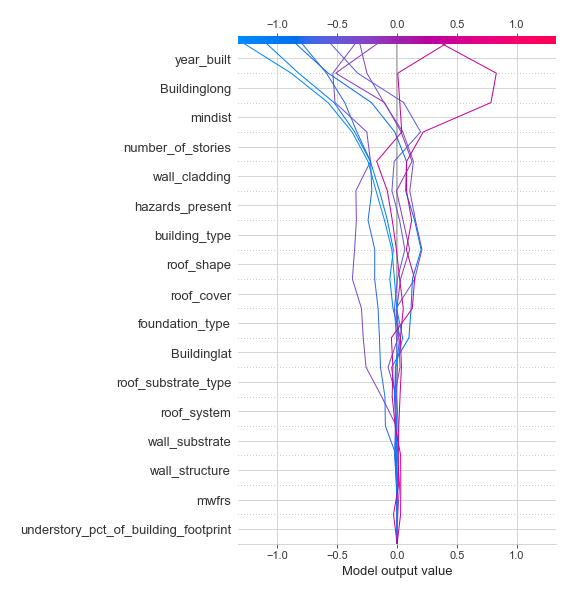 −1.0 −0.5 0.0 0.5 1.0
year_built
Buildinglong
mindist
number_of_stories
wall_cladding
hazards_present
building_type
roof_shape
roof_cover
foundation_type
Buildinglat
roof_substrate_type
roof_system
wall_substrate
wall_structure
mwfrs
understory_pct_of_building_footprint
−1.0 −0.5 0.0 0.5 1.0
Model output value